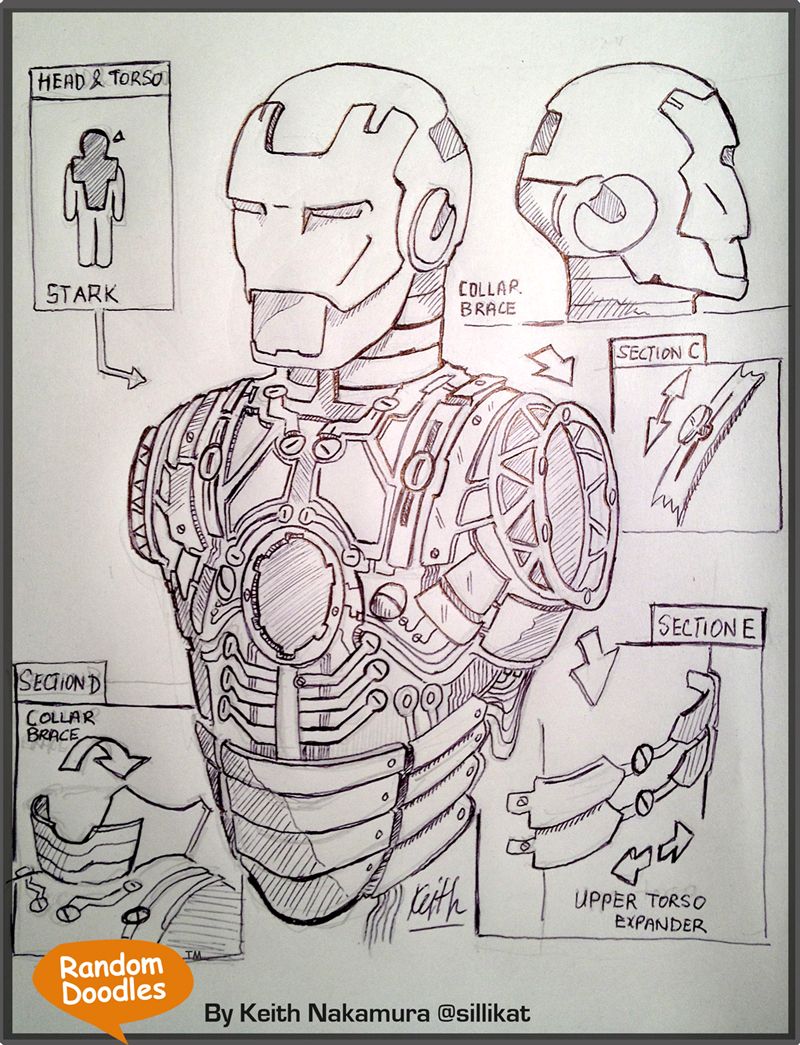 HEAD & TORSO
STARK
COLLAR
BRACE
SECTION C
SECTION E
SECTION D
COLLAR
BRACE
UPPER TORSO
EXPANDER
Keith
TM
Random
Doodles
By Keith Nakamura @sillikat